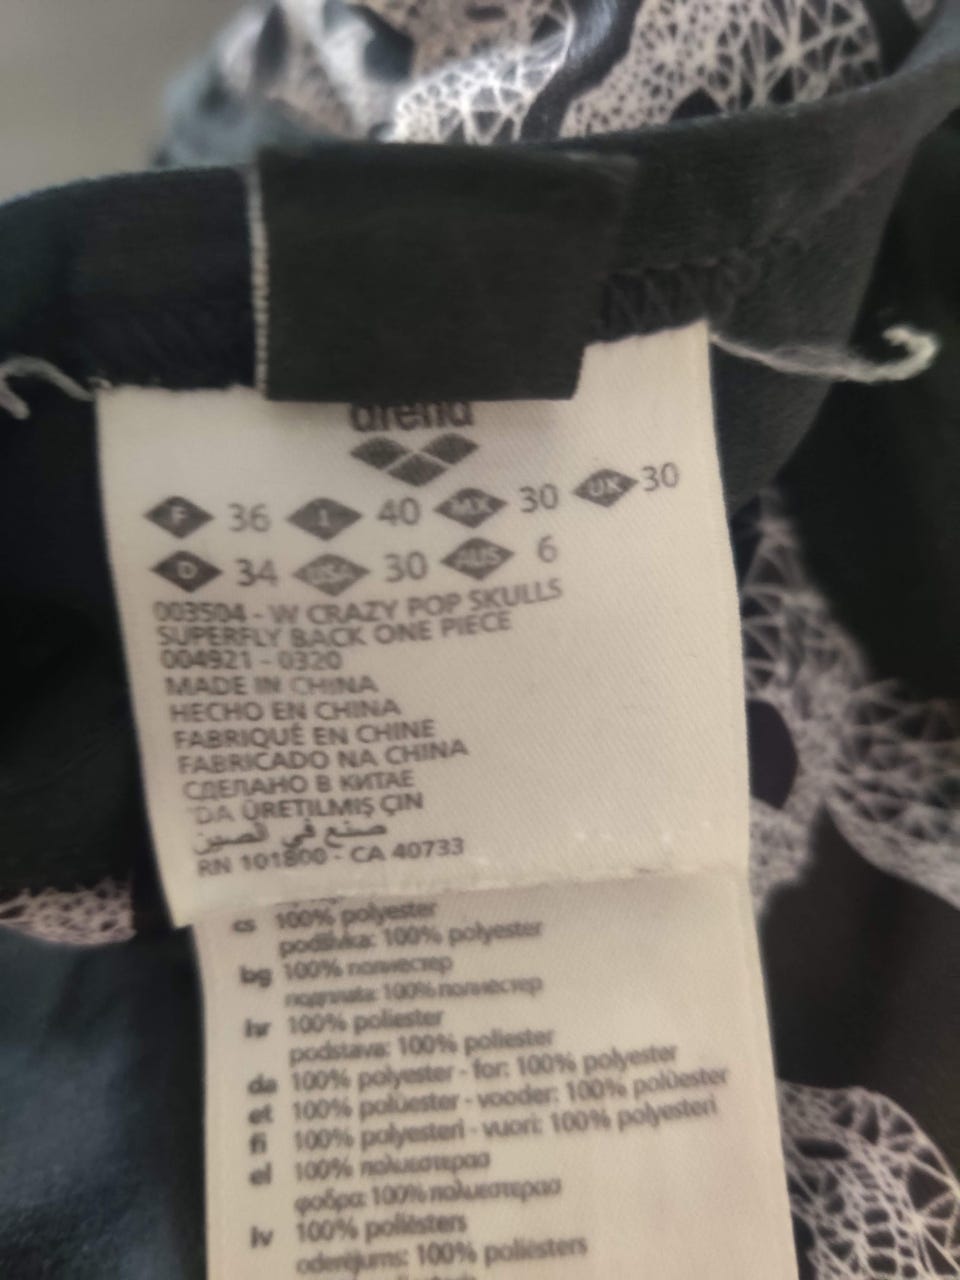 arena
F 36 I 40 MX 30 UK 30
D 34 USA 30 AUS 6
003504 - W CRAZY POP SKULLS
SUPERFLY BACK ONE PIECE
004921 - 0320
MADE IN CHINA
HECHO EN CHINA
FABRIQUÉ EN CHINE
FABRICADO NA CHINA
СДЕЛАНО В КИТАЕ
'DA ÜRETILMIŞ ÇIN
صنع في الصين
RN 101800 - CA 40733
cs 100% polyester
podšívka: 100% polyester
bg 100% полиестер
подплата: 100% полиестер
hr 100% poliester
podstava: 100% poliester
da 100% polyester - for: 100% polyester
et 100% polüester - vooder: 100% polüester
fi 100% polyesteri - vuori: 100% polyesteri
el 100% πολυεστερας
φοδρα: 100% πολυεστερας
lv 100% poliésters
oderējums: 100% poliésters